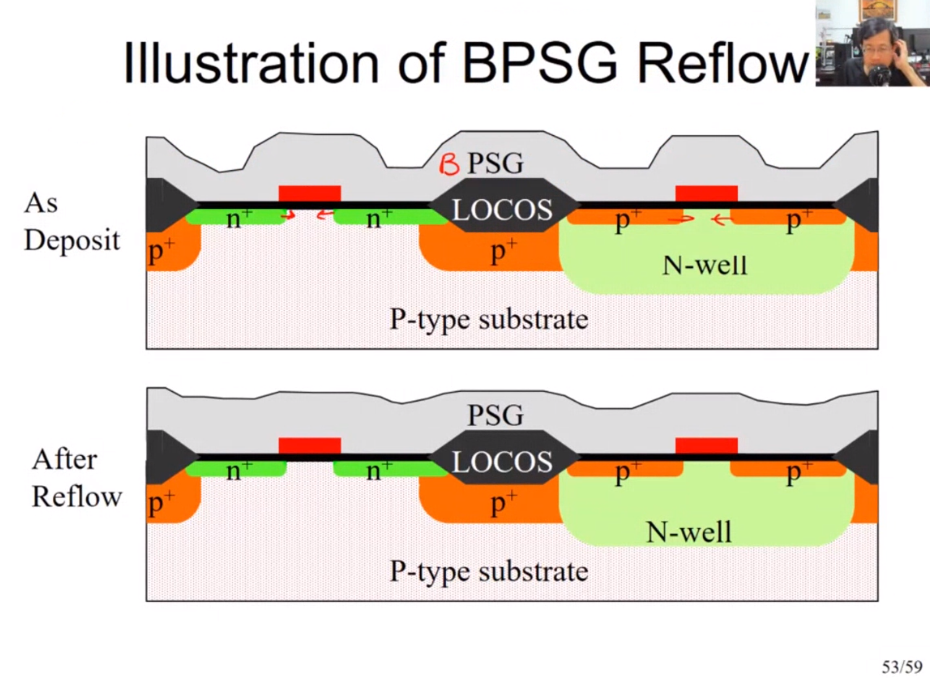 Illustration of BPSG Reflow
B PSG
As
Deposit
LOCOS
n+ n+ p+ p+
p+ p+
N-well
P-type substrate
PSG
After
Reflow
LOCOS
n+ n+ p+ p+
p+ p+
N-well
P-type substrate
53/59